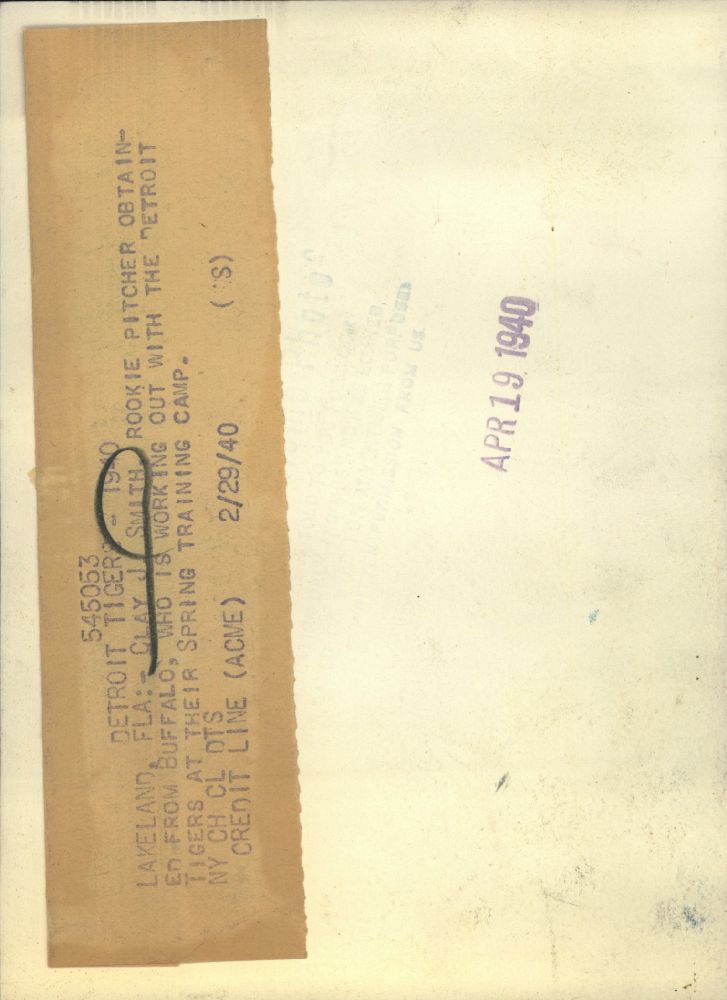 545053
DETROIT TIGERS - 1940
LAKELAND, FLA:- CLAY J. SMITH, ROOKIE PITCHER OBTAIN-
ED FROM BUFFALO, WHO IS WORKING OUT WITH THE DETROIT
TIGERS AT THEIR SPRING TRAINING CAMP.
NY CH CL DTS
CREDIT LINE (ACME) 2/29/40 ( S)
APR 19 1940
FROM US